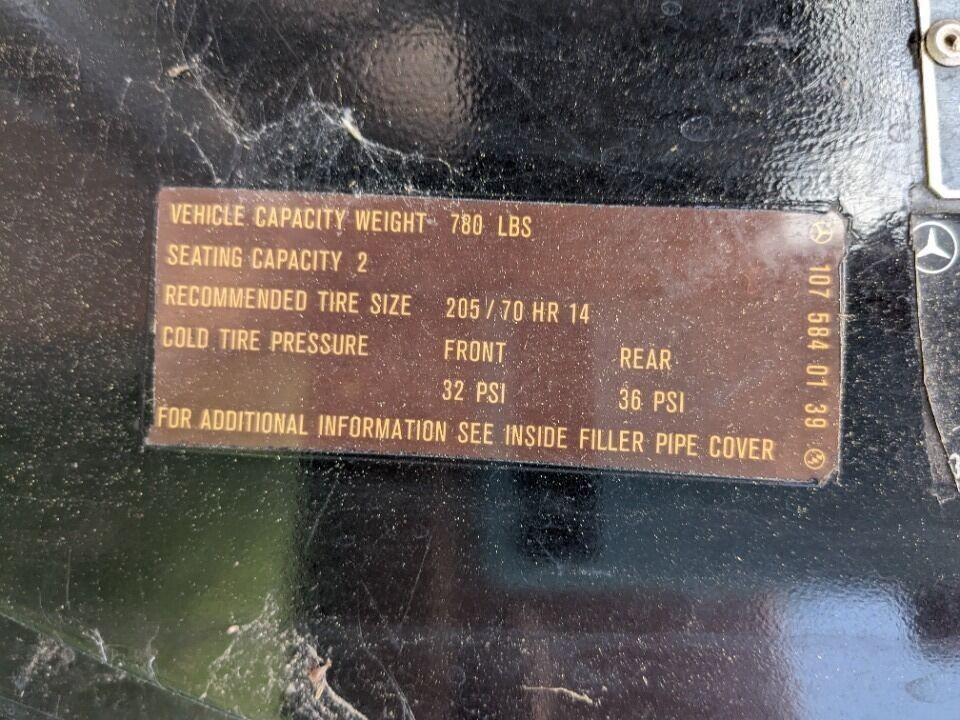 VEHICLE CAPACITY WEIGHT 780 LBS
SEATING CAPACITY 2
RECOMMENDED TIRE SIZE 205/70 HR 14
COLD TIRE PRESSURE FRONT REAR
32 PSI 36 PSI
FOR ADDITIONAL INFORMATION SEE INSIDE FILLER PIPE COVER
107 584 01 39